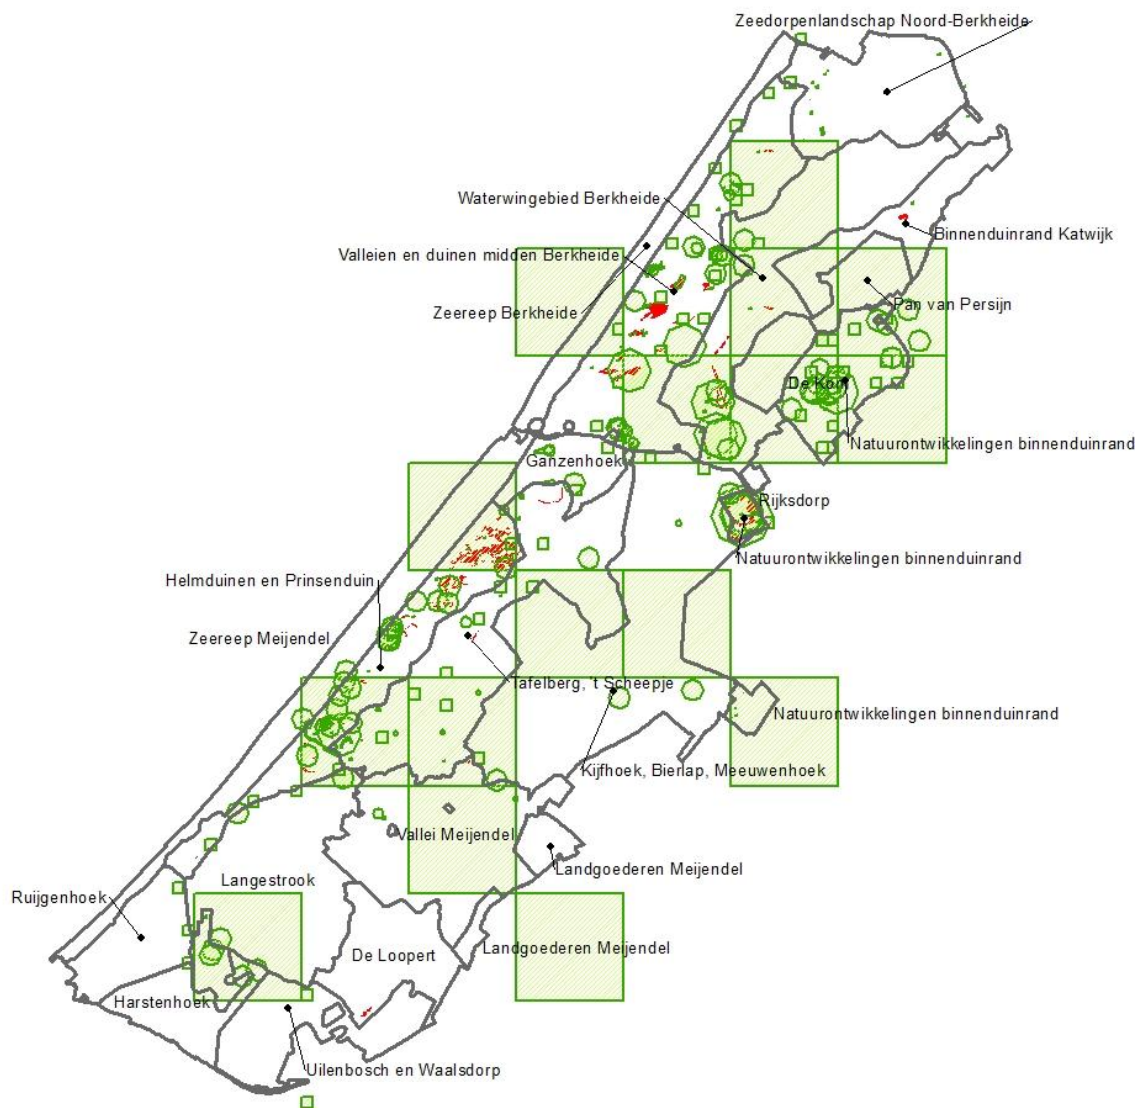 Zeedorpenlandschap Noord-Berkheide
Waterwingebied Berkheide
Binnenduinrand Katwijk
Valleien en duinen midden Berkheide
Pan van Persijn
Zeereep Berkheide
De Kom
Natuurontwikkelingen binnenduinrand
Ganzenhoek
Rijksdorp
Natuurontwikkelingen binnenduinrand
Helmduinen en Prinsenduin
Zeereep Meijendel
Tafelberg, 't Scheepje
Natuurontwikkelingen binnenduinrand
Kijfhoek, Bierlap, Meeuwenhoek
Vallei Meijendel
Landgoederen Meijendel
Langestrook
Ruijgenhoek
Landgoederen Meijendel
De Loopert
Harstenhoek
Uilenbosch en Waalsdorp